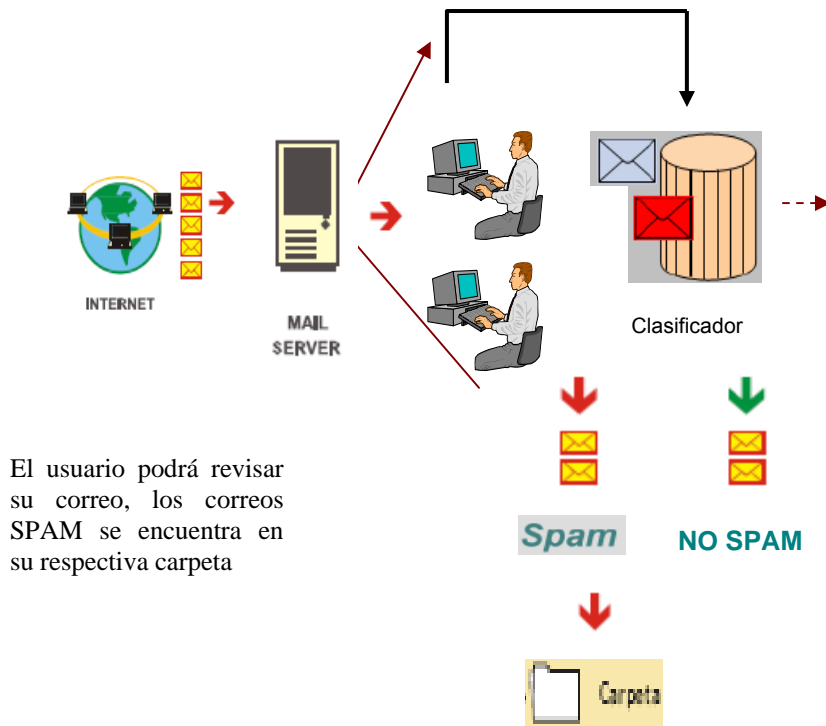 INTERNET
MAIL
SERVER
Clasificador
El usuario podrá revisar
su correo, los correos
SPAM se encuentra en
su respectiva carpeta
Spam
NO SPAM
Carpeta